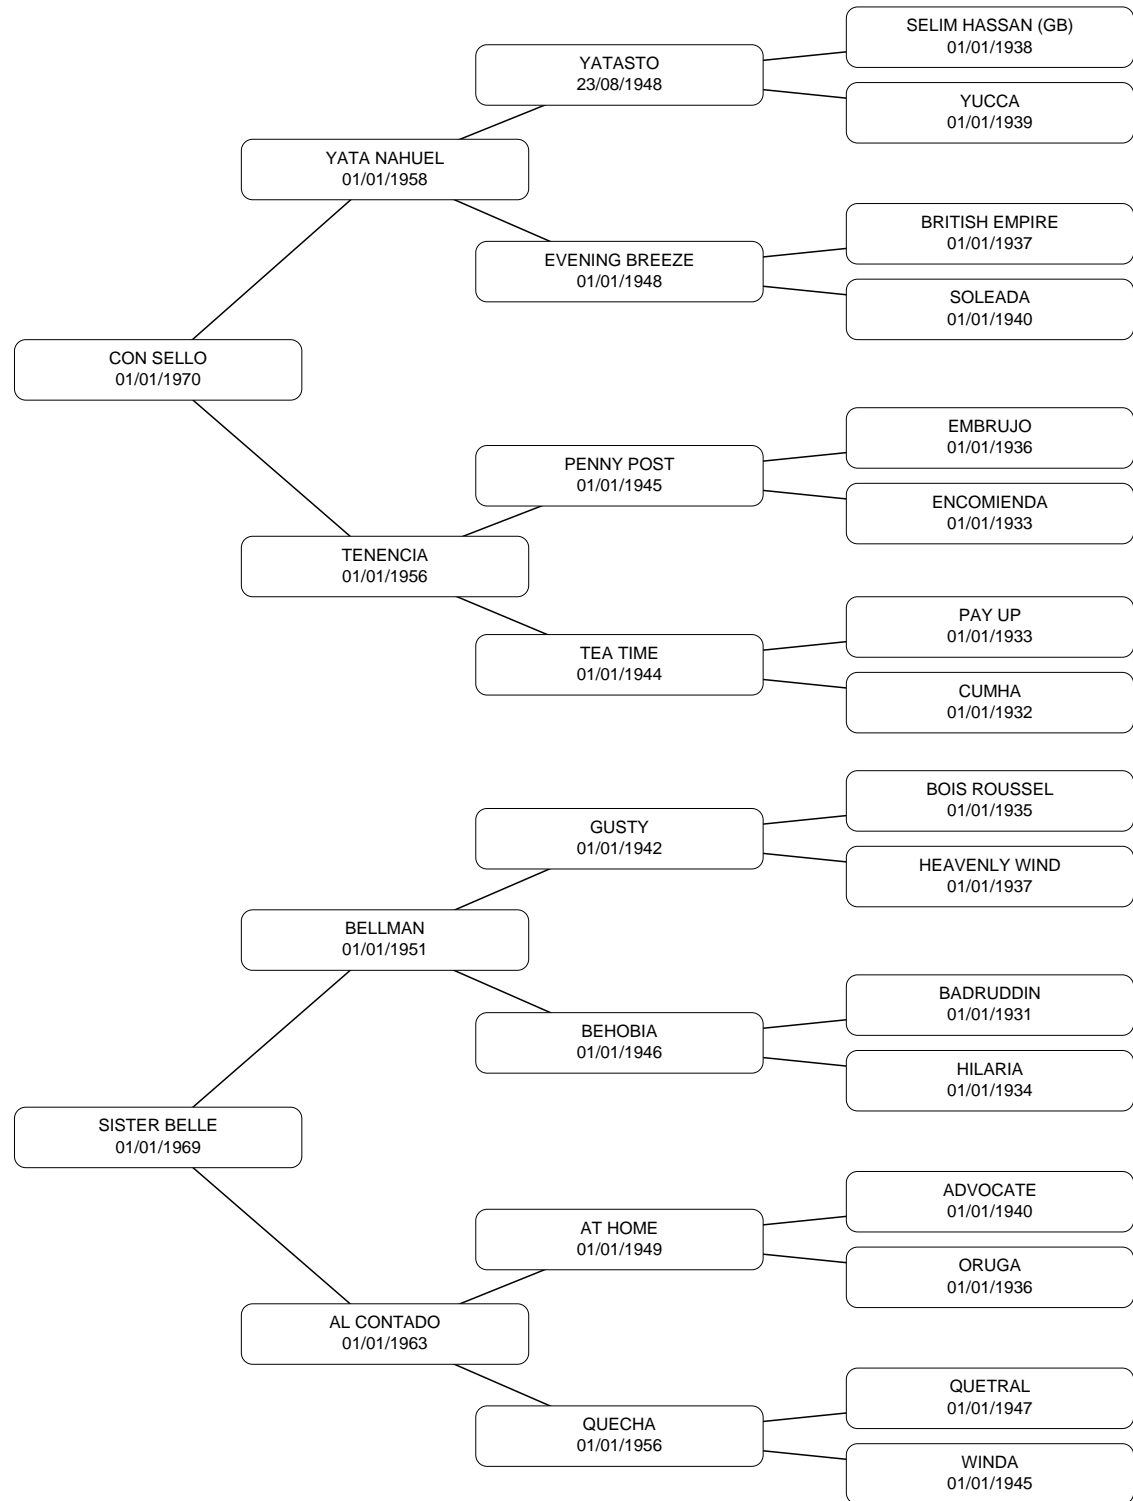 SELIM HASSAN (GB)
01/01/1938
YATASTO
23/08/1948
YUCCA
01/01/1939
YATA NAHUEL
01/01/1958
BRITISH EMPIRE
01/01/1937
EVENING BREEZE
01/01/1948
SOLEADA
01/01/1940
CON SELLO
01/01/1970
EMBRUJO
01/01/1936
PENNY POST
01/01/1945
ENCOMIENDA
01/01/1933
TENENCIA
01/01/1956
PAY UP
01/01/1933
TEA TIME
01/01/1944
CUMHA
01/01/1932
BOIS ROUSSEL
01/01/1935
GUSTY
01/01/1942
HEAVENLY WIND
01/01/1937
BELLMAN
01/01/1951
BADRUDDIN
01/01/1931
BEHOBIA
01/01/1946
HILARIA
01/01/1934
SISTER BELLE
01/01/1969
ADVOCATE
01/01/1940
AT HOME
01/01/1949
ORUGA
01/01/1936
AL CONTADO
01/01/1963
QUETRAL
01/01/1947
QUECHA
01/01/1956
WINDA
01/01/1945